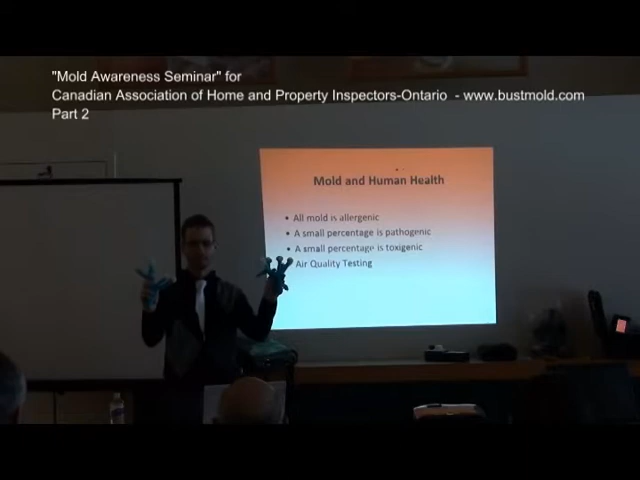 "Mold Awareness Seminar" for
Canadian Association of Home and Property Inspectors-Ontario - www.bustmold.com
Part 2
Mold and Human Health
• All mold is allergenic
• A small percentage is pathogenic
• A small percentage is toxigenic
Air Quality Testing